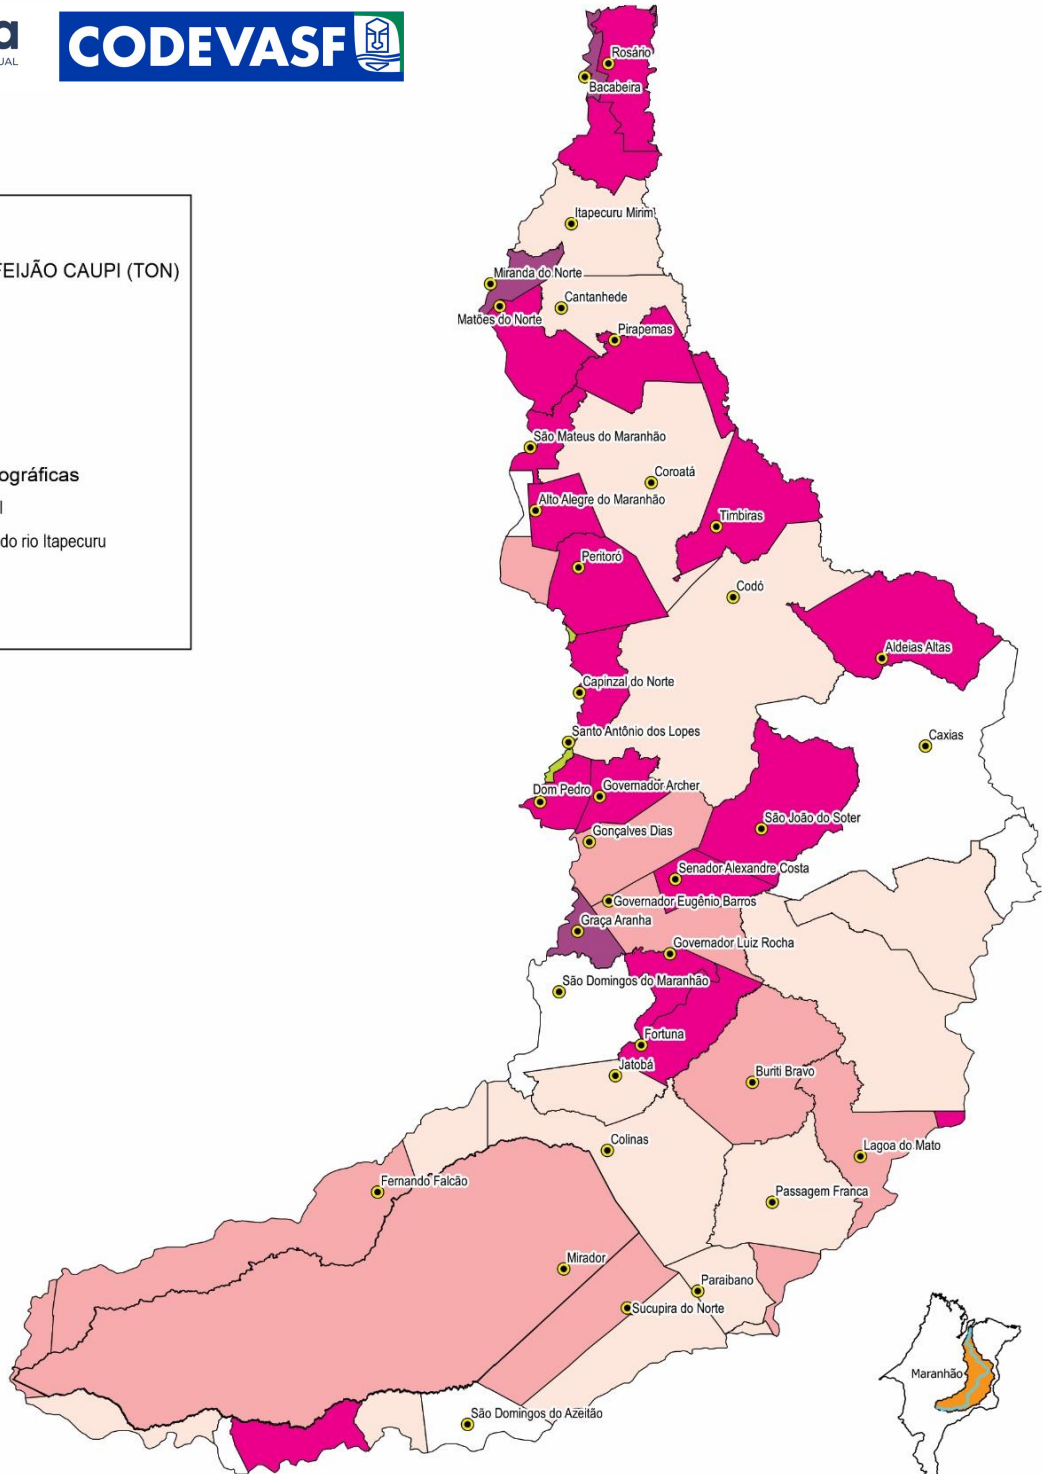 a
UAL
CODEVASF
FEIJÃO CAUPI (TON)
ográficas
l
do rio Itapecuru
Rosário
Bacabeira
Itapecuru Mirim
Miranda do Norte
Cantanhede
Matões do Norte
Pirapemas
São Mateus do Maranhão
Coroatá
Alto Alegre do Maranhão
Timbiras
Peritoró
Codó
Aldeias Altas
Capinzal do Norte
Santo Antônio dos Lopes
Caxias
Dom Pedro
Governador Archer
São João do Soter
Gonçalves Dias
Senador Alexandre Costa
Governador Eugênio Barros
Graça Aranha
Governador Luiz Rocha
São Domingos do Maranhão
Fortuna
Jatobá
Buriti Bravo
Colinas
Lagoa do Mato
Fernando Falcão
Passagem Franca
Mirador
Paraibano
Sucupira do Norte
Maranhão
São Domingos do Azeitão